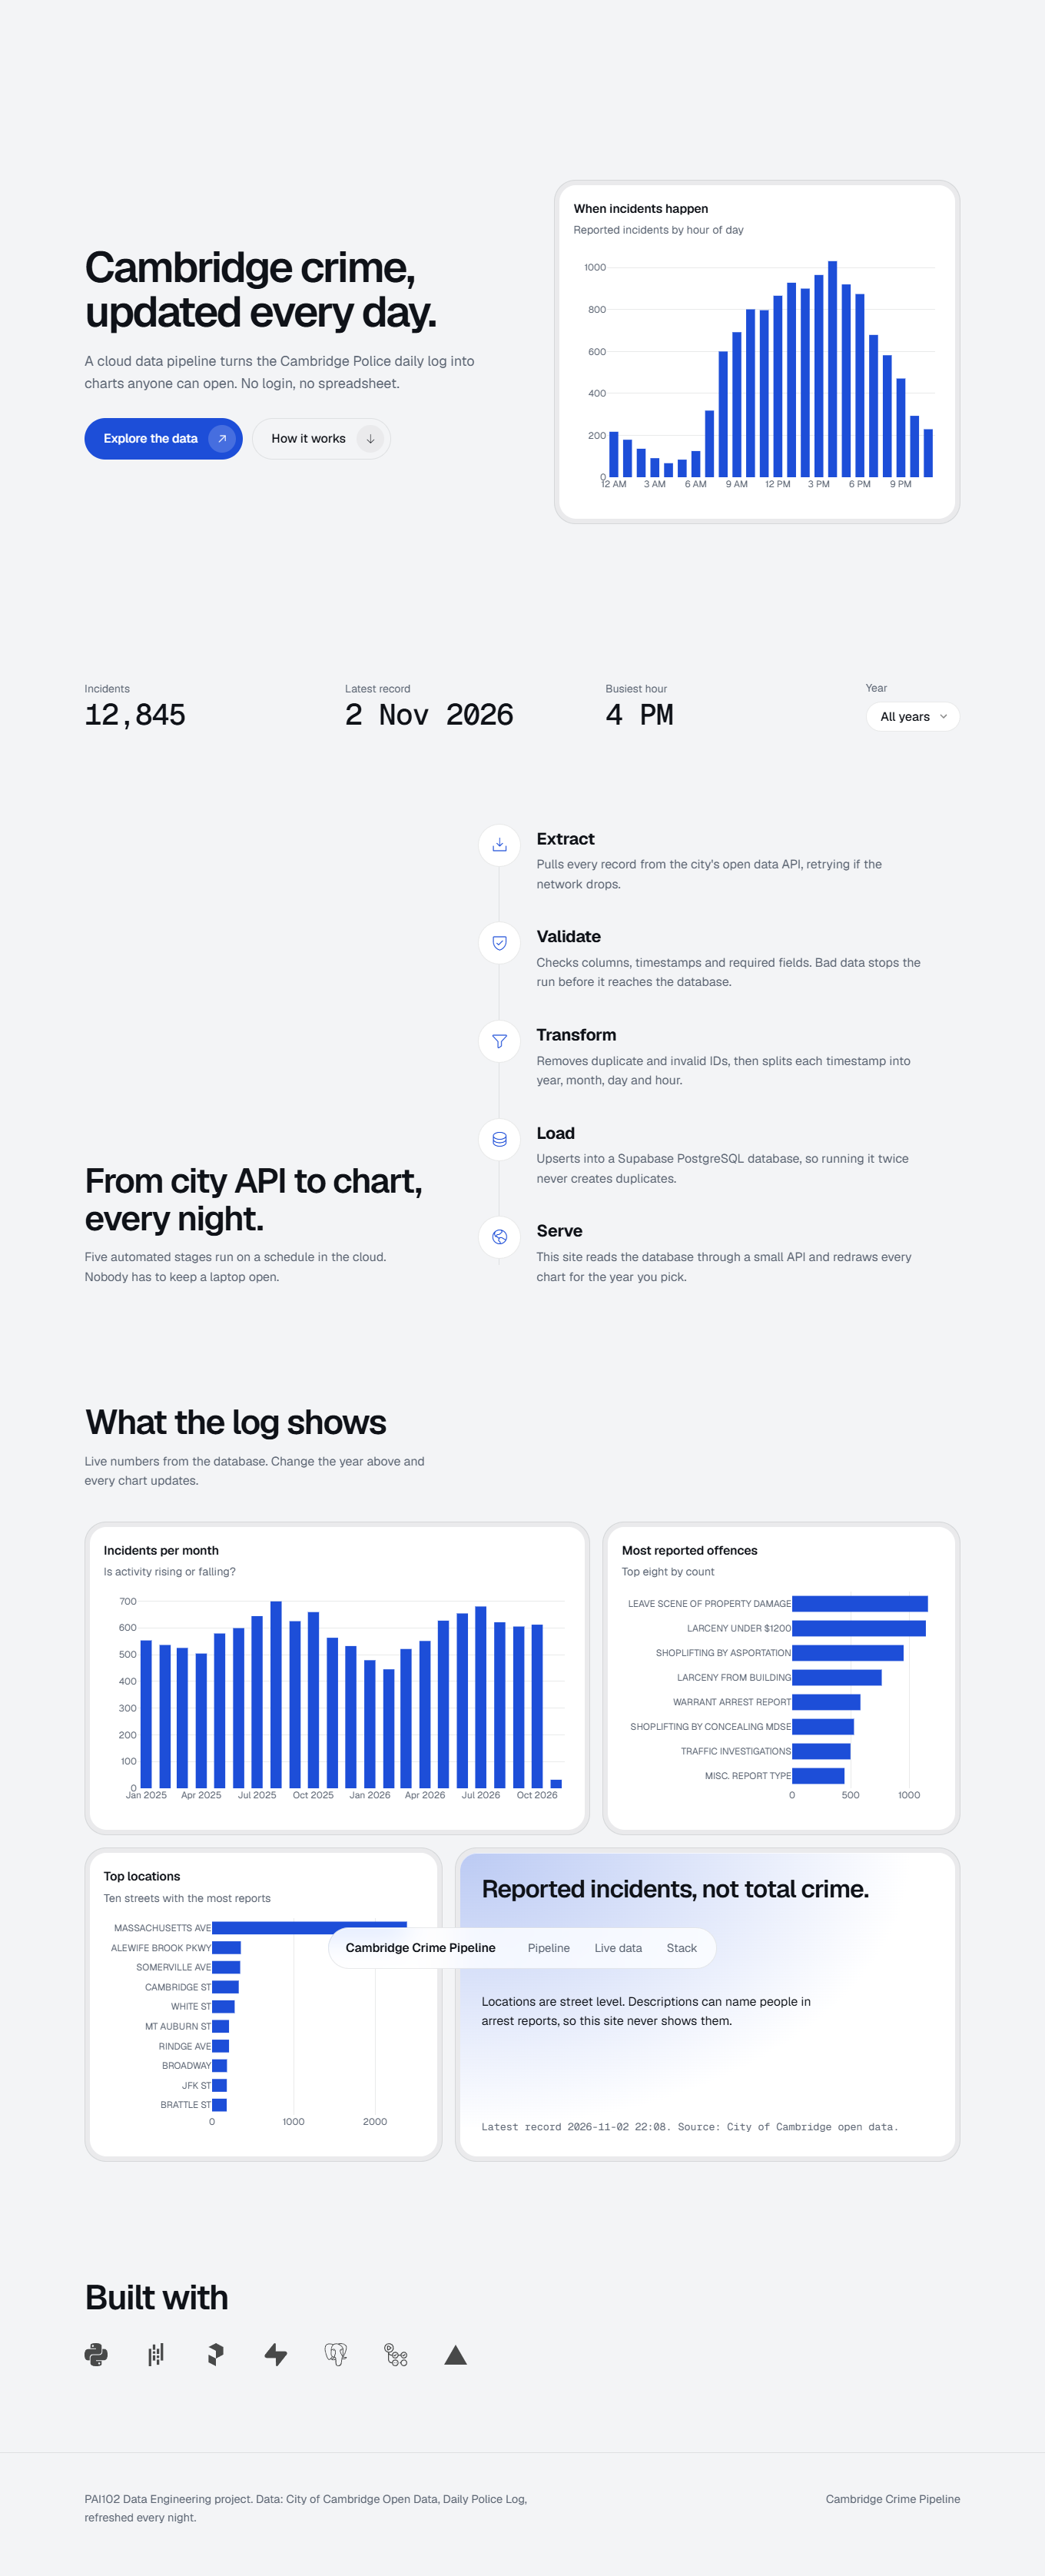 Cambridge crime,
updated every day.
A cloud data pipeline turns the Cambridge Police daily log into
charts anyone can open. No login, no spreadsheet.
Explore the data
How it works
When incidents happen
Reported incidents by hour of day
1000
800
600
400
200
0
12 AM 3 AM 6 AM 9 AM 12 PM 3 PM 6 PM 9 PM
Incidents
12,845
Latest record
2 Nov 2026
Busiest hour
4 PM
Year
All years
From city API to chart,
every night.
Five automated stages run on a schedule in the cloud.
Nobody has to keep a laptop open.
Extract
Pulls every record from the city's open data API, retrying if the
network drops.
Validate
Checks columns, timestamps and required fields. Bad data stops the
run before it reaches the database.
Transform
Removes duplicate and invalid IDs, then splits each timestamp into
year, month, day and hour.
Load
Upserts into a Supabase PostgreSQL database, so running it twice
never creates duplicates.
Serve
This site reads the database through a small API and redraws every
chart for the year you pick.
What the log shows
Live numbers from the database. Change the year above and
every chart updates.
Incidents per month
Is activity rising or falling?
700
600
500
400
300
200
100
0
Jan 2025 Apr 2025 Jul 2025 Oct 2025 Jan 2026 Apr 2026 Jul 2026 Oct 2026
Most reported offences
Top eight by count
LEAVE SCENE OF PROPERTY DAMAGE
LARCENY UNDER $1200
SHOPLIFTING BY ASPORTATION
LARCENY FROM BUILDING
WARRANT ARREST REPORT
SHOPLIFTING BY CONCEALING MDSE
TRAFFIC INVESTIGATIONS
MISC. REPORT TYPE
0 500 1000
Top locations
Ten streets with the most reports
MASSACHUSETTS AVE
ALEWIFE BROOK PKWY
SOMERVILLE AVE
CAMBRIDGE ST
WHITE ST
MT AUBURN ST
RINDGE AVE
BROADWAY
JFK ST
BRATTLE ST
0 1000 2000
Reported incidents, not total crime.
Cambridge Crime Pipeline Pipeline Live data Stack
Locations are street level. Descriptions can name people in
arrest reports, so this site never shows them.
Latest record 2026-11-02 22:08. Source: City of Cambridge open data.
Built with
PAI102 Data Engineering project. Data: City of Cambridge Open Data, Daily Police Log,
refreshed every night.
Cambridge Crime Pipeline